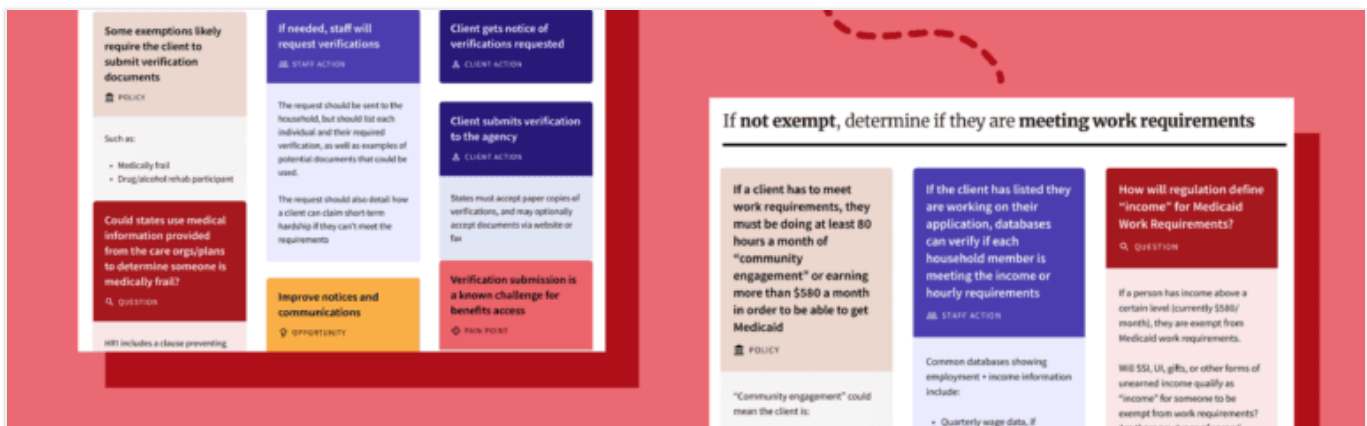 Some exemptions likely
require the client to
submit verification
documents
POLICY
Such as:
• Medically frail
• Drug/alcohol rehab participant
Could states use medical
information provided
from the care orgs/plans
to determine someone is
medically frail?
QUESTION
HR1 includes a clause preventing
If needed, staff will
request verifications
STAFF ACTION
The request should be sent to the
household, but should list each
individual and their required
verification, as well as examples of
potential documents that could be
used.
The request should also detail how
a client can claim short-term
hardship if they can't meet the
requirements
Improve notices and
communications
OPPORTUNITY
Client gets notice of
verifications requested
CLIENT ACTION
Client submits verification
to the agency
CLIENT ACTION
States must accept paper copies of
verifications, and may optionally
accept documents via website or
fax
Verification submission is
a known challenge for
benefits access
PAIN POINT
If not exempt, determine if they are meeting work requirements
If a client has to meet
work requirements, they
must be doing at least 80
hours a month of
“community
engagement” or earning
more than $580 a month
in order to be able to get
Medicaid
POLICY
“Community engagement” could
mean the client is:
If the client has listed they
are working on their
application, databases
can verify if each
household member is
meeting the income or
hourly requirements
STAFF ACTION
Common databases showing
employment + income information
include:
• Quarterly wage data, if
How will regulation define
“income” for Medicaid
Work Requirements?
QUESTION
If a person has income above a
certain level (currently $580/
month), they are exempt from
Medicaid work requirements.
Will SSI, UI, gifts, or other forms of
unearned income qualify as
“income” for someone to be
exempt from work requirements?